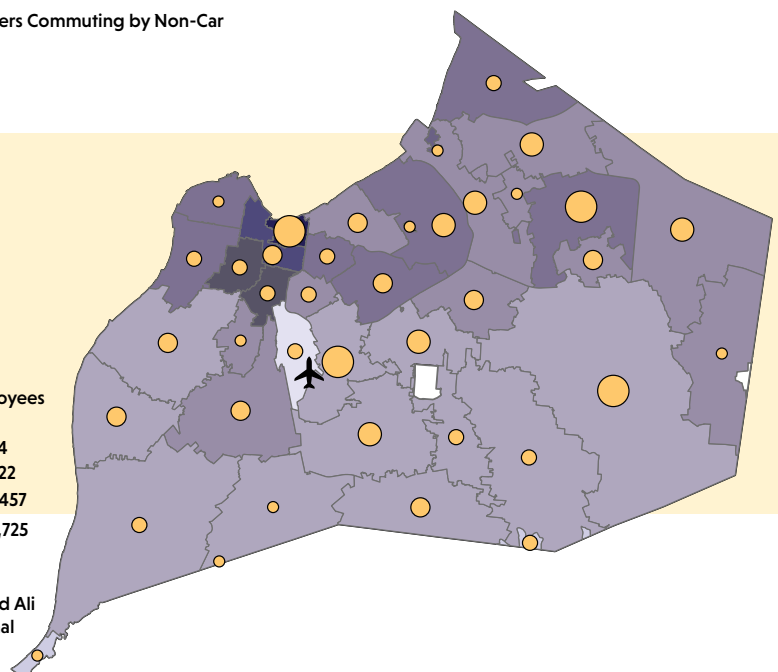 ers Commuting by Non-Car
oyees
4
22
457
,725
d Ali
al